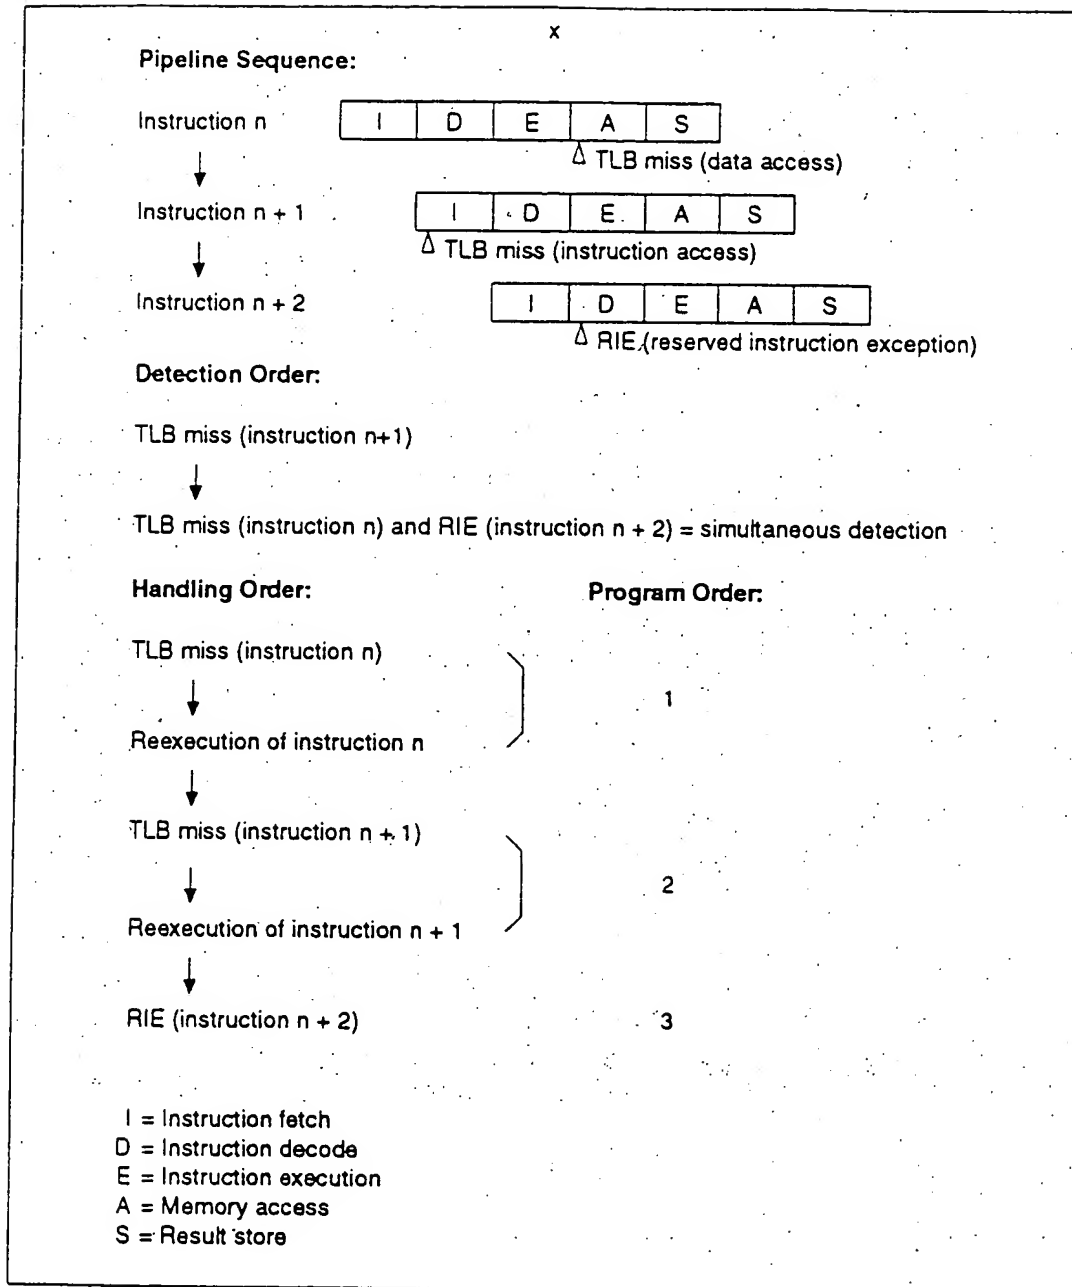 x
Pipeline Sequence:
Instruction n I D E A S
TLB miss (data access)
Instruction n + 1 I D E A S
TLB miss (instruction access)
Instruction n + 2 I D E A S
RIE (reserved instruction exception)
Detection Order:
TLB miss (instruction n+1)
TLB miss (instruction n) and RIE (instruction n + 2) = simultaneous detection
Handling Order: Program Order:
TLB miss (instruction n)
1
Reexecution of instruction n
TLB miss (instruction n + 1)
2
Reexecution of instruction n + 1
RIE (instruction n + 2) 3
I = Instruction fetch
D = Instruction decode
E = Instruction execution
A = Memory access
S = Result store